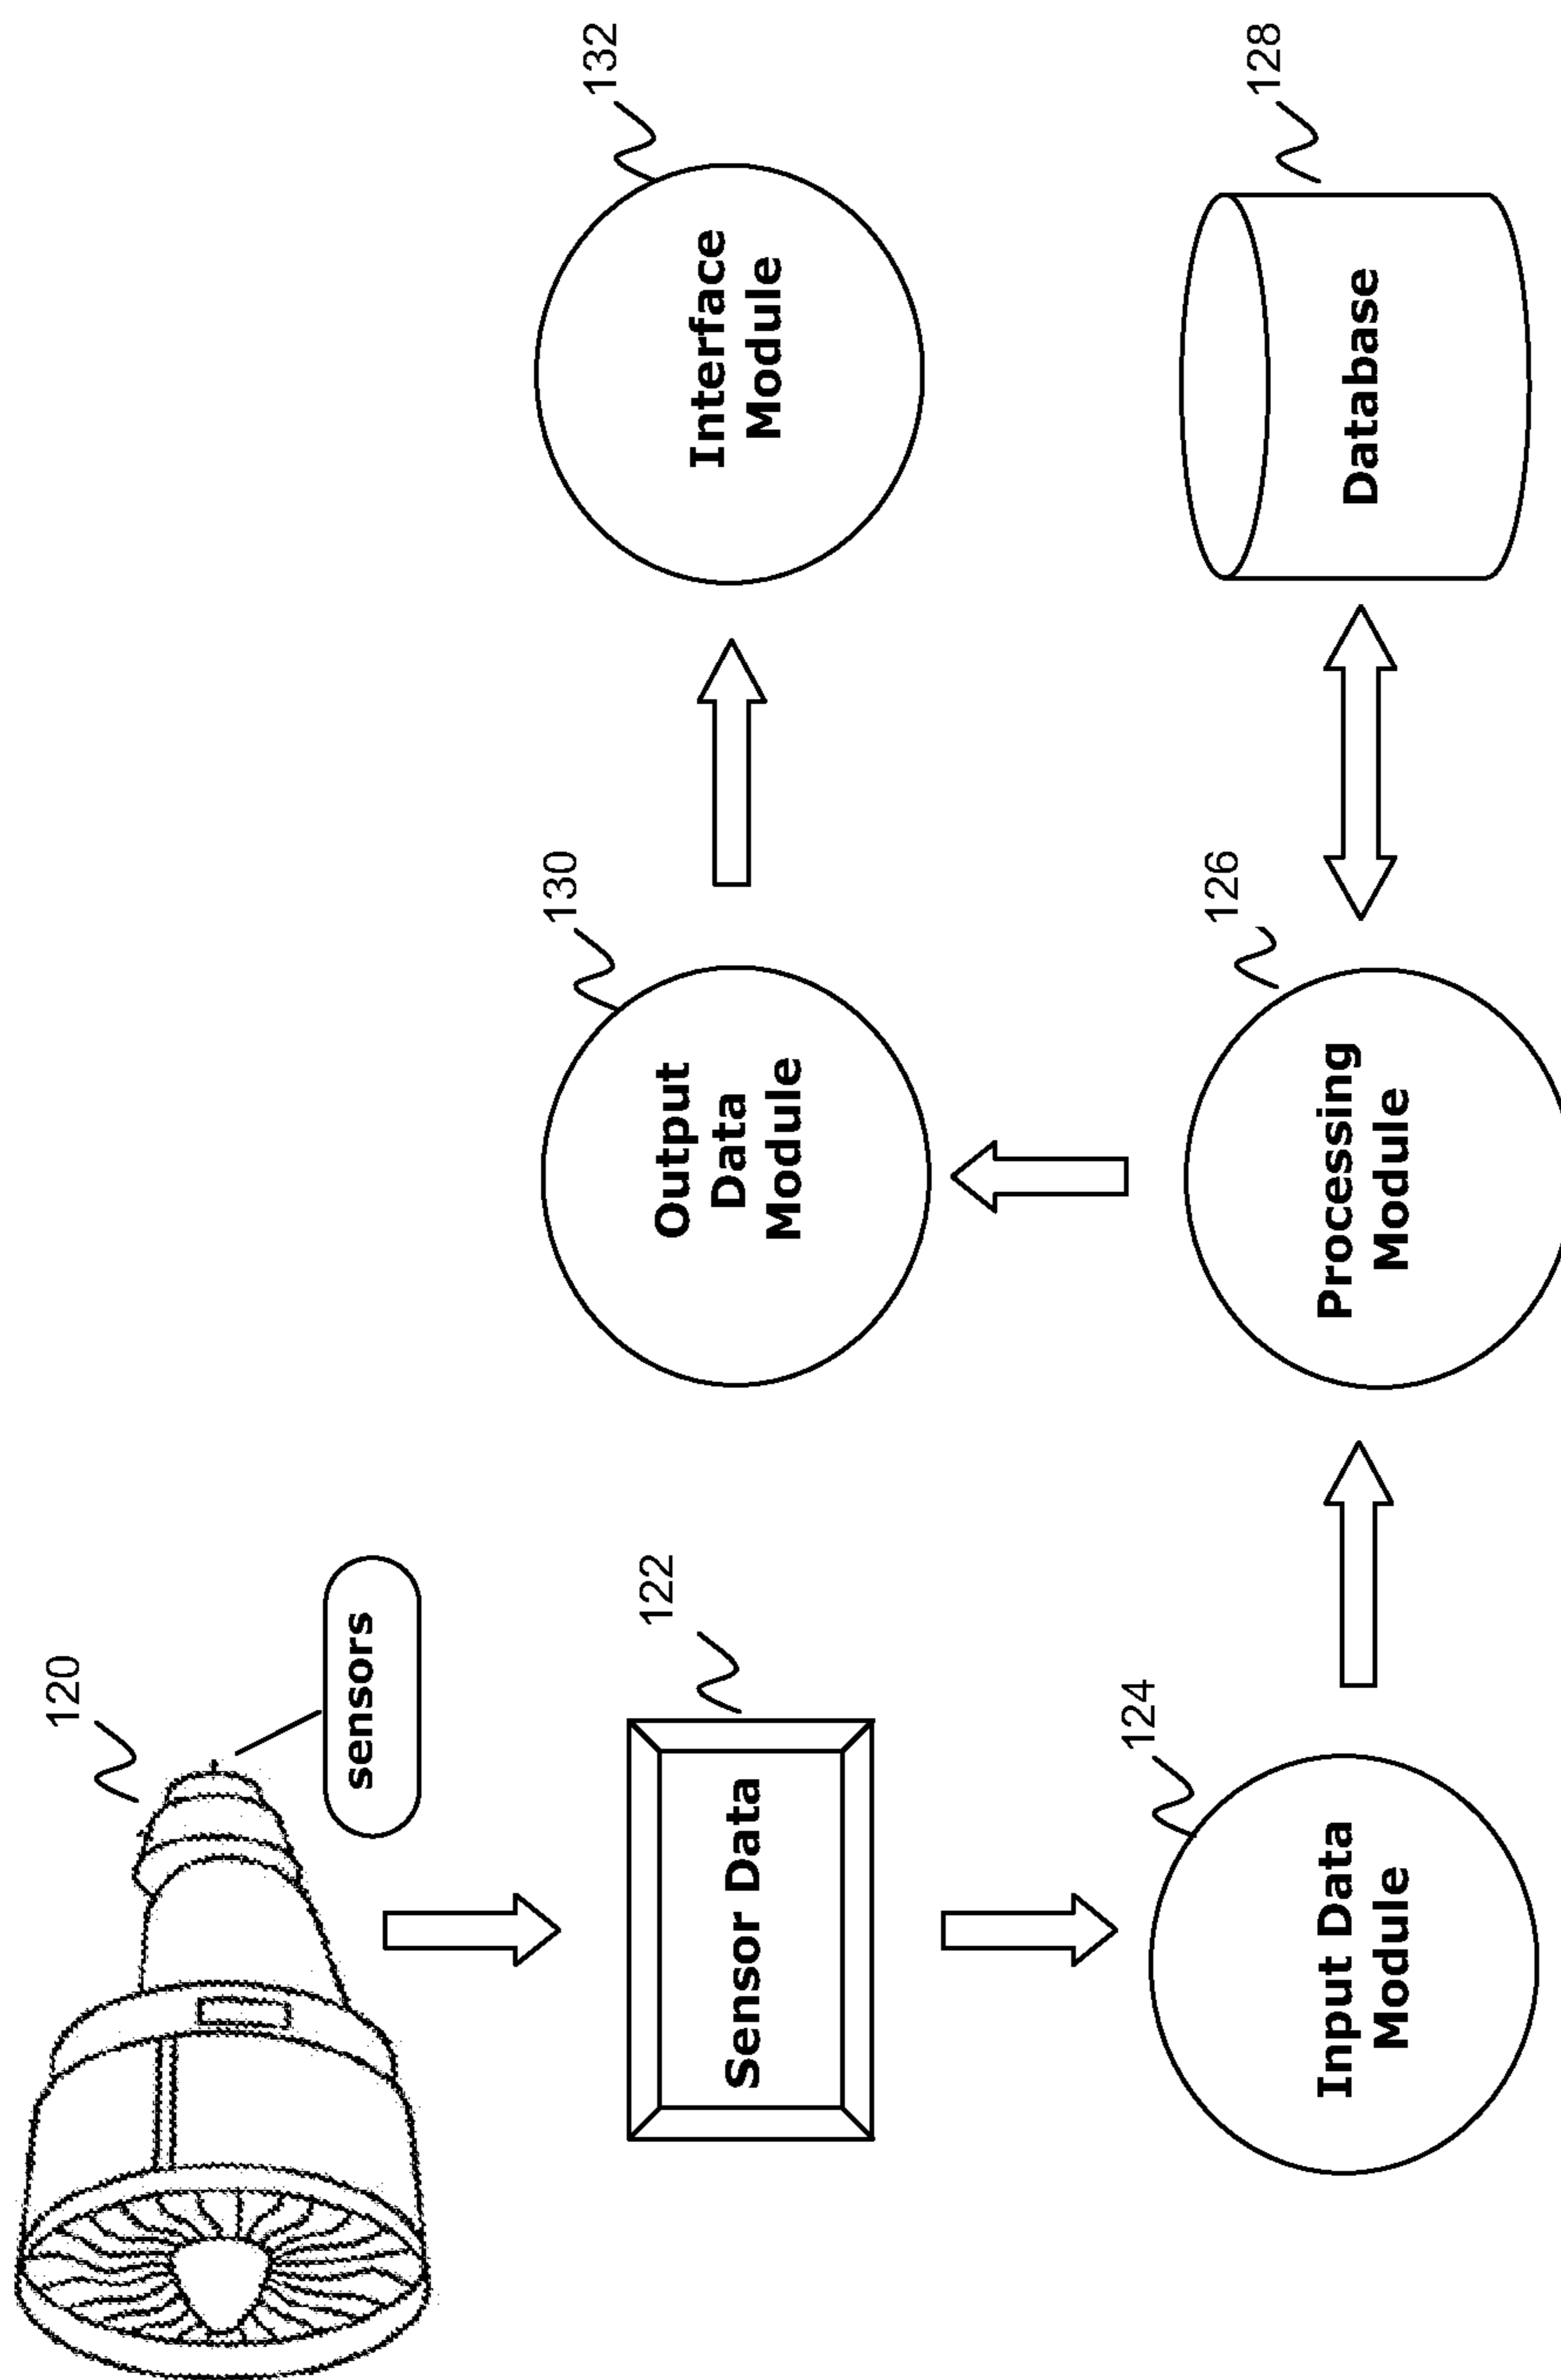 120
sensors
122
Sensor Data
124
Input Data
Module
126
Processing
Module
128
Database
130
Output
Data
Module
132
Interface
Module